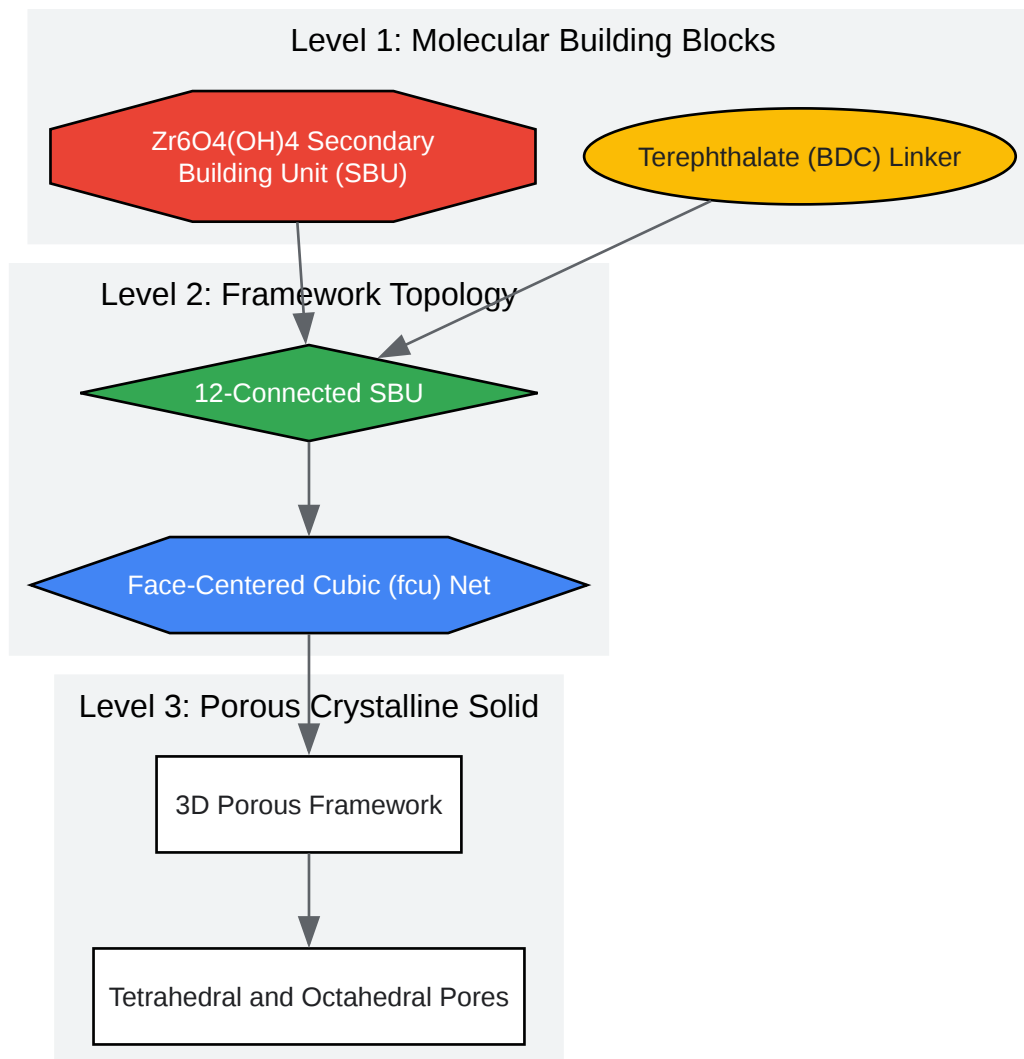 Level 1: Molecular Building Blocks
Zr6O4(OH)4 Secondary
Building Unit (SBU)
Terephthalate (BDC) Linker
Level 2: Framework Topology
12-Connected SBU
Face-Centered Cubic (fcu) Net
Level 3: Porous Crystalline Solid
3D Porous Framework
Tetrahedral and Octahedral Pores